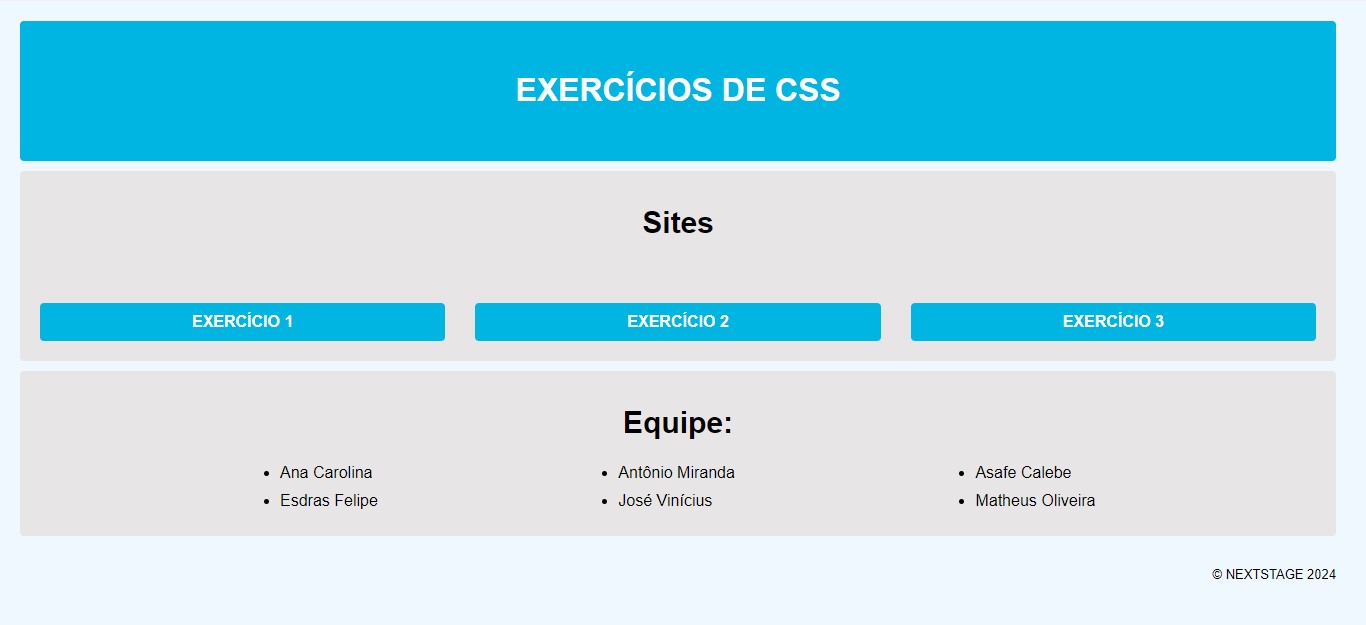 EXERCÍCIOS DE CSS
Sites
EXERCÍCIO 1
EXERCÍCIO 2
EXERCÍCIO 3
Equipe:
Ana Carolina
Esdras Felipe
Antônio Miranda
José Vinícius
Asafe Calebe
Matheus Oliveira
© NEXTSTAGE 2024